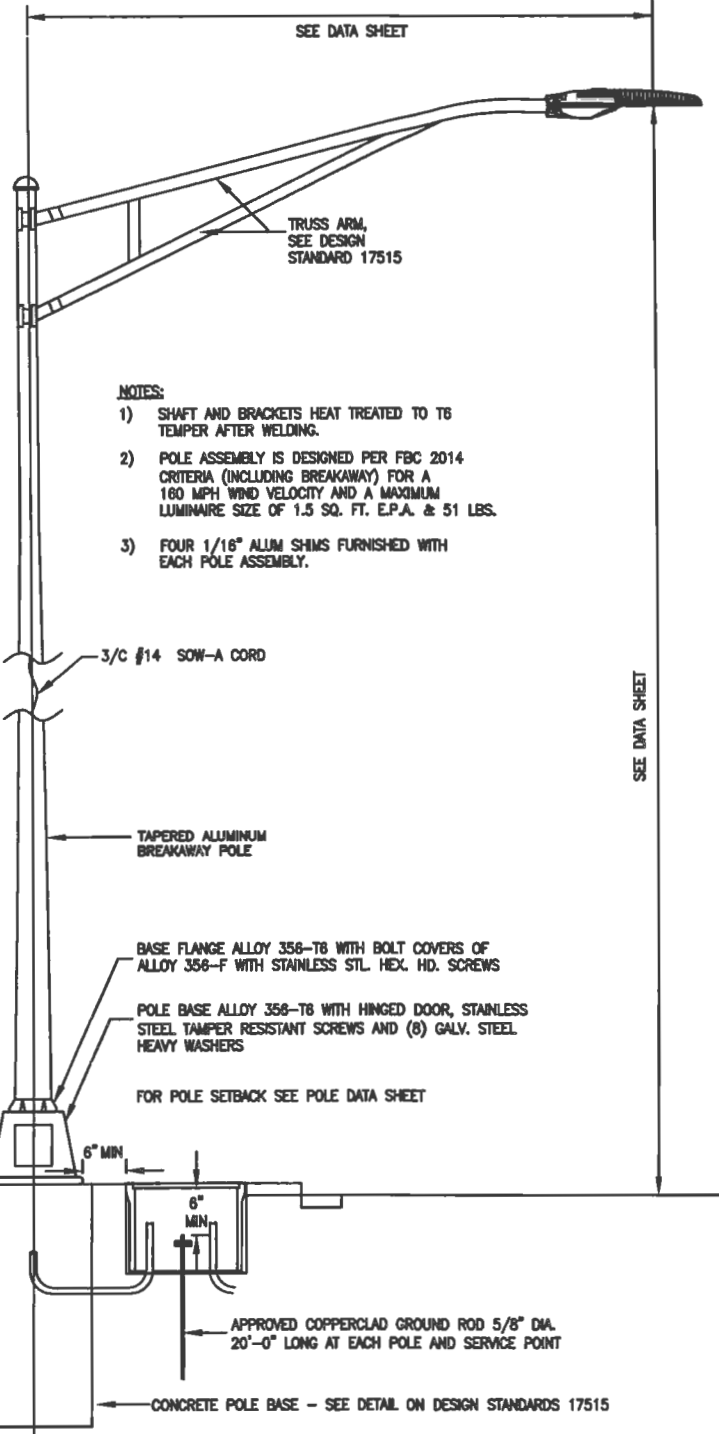 SEE DATA SHEET
TRUSS ARM,
SEE DESIGN
STANDARD 17515
NOTES:
1) SHAFT AND BRACKETS HEAT TREATED TO T6
TEMPER AFTER WELDING.
2) POLE ASSEMBLY IS DESIGNED PER FBC 2014
CRITERIA (INCLUDING BREAKAWAY) FOR A
160 MPH WIND VELOCITY AND A MAXIMUM
LUMINAIRE SIZE OF 1.5 SQ. FT. E.P.A. & 51 LBS.
3) FOUR 1/16" ALUM SHIMS FURNISHED WITH
EACH POLE ASSEMBLY.
3/C #14 SOW-A CORD
SEE DATA SHEET
TAPERED ALUMINUM
BREAKAWAY POLE
BASE FLANGE ALLOY 356-T6 WITH BOLT COVERS OF
ALLOY 356-F WITH STAINLESS STL. HEX. HD. SCREWS
POLE BASE ALLOY 356-T6 WITH HINGED DOOR, STAINLESS
STEEL TAMPER RESISTANT SCREWS AND (8) GALV. STEEL
HEAVY WASHERS
FOR POLE SETBACK SEE POLE DATA SHEET
6" MIN
6"
MIN
APPROVED COPPERCLAD GROUND ROD 5/8" DIA.
20'-0" LONG AT EACH POLE AND SERVICE POINT
CONCRETE POLE BASE - SEE DETAIL ON DESIGN STANDARDS 17515